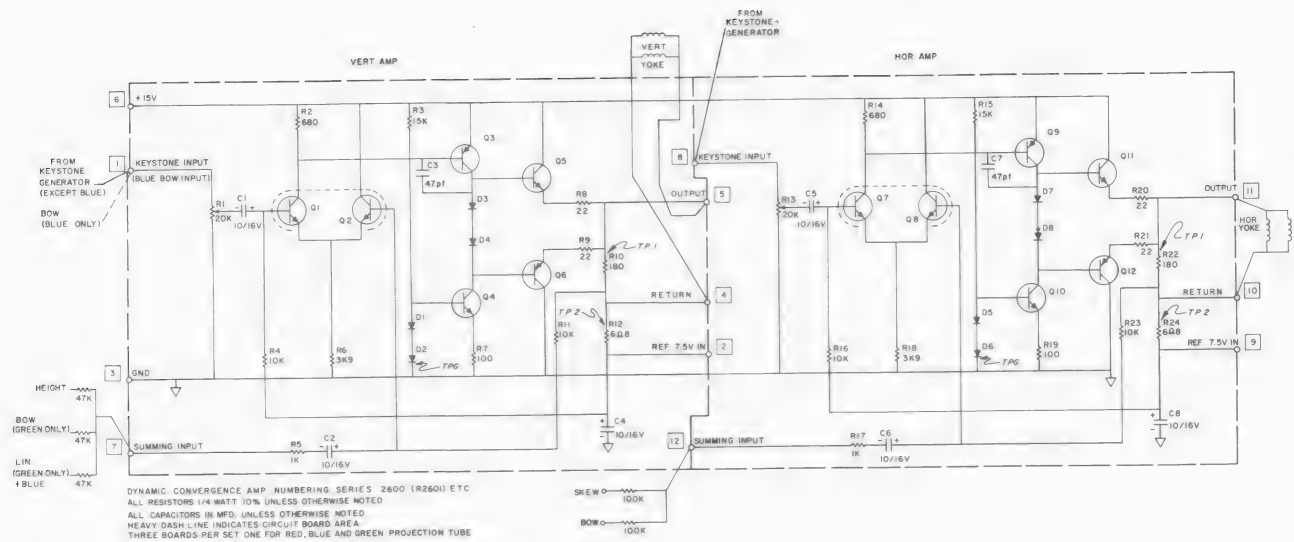 FROM
KEYSTONE
GENERATOR
VERT
YOKE
VERT AMP
HOR AMP
6
+15V
R2
680
R3
15K
Q3
Q5
C3
47pf
R14
680
R15
15K
Q9
Q11
C7
47pf
FROM
KEYSTONE
GENERATOR
(EXCEPT BLUE)
1
KEYSTONE INPUT
(BLUE BOW INPUT)
BOW
(BLUE ONLY)
R1
20K
C1
-
+
10/16V
Q1
Q2
D3
D4
R8
22
R9
22
TP1
R10
180
Q6
Q4
8
KEYSTONE INPUT
OUTPUT
5
R13
20K
C5
-
+
10/16V
Q7
Q8
D7
D8
R20
22
OUTPUT
11
HOR
YOKE
R21
22
TP1
R22
180
Q12
Q10
RETURN
4
RETURN
10
D1
D2
TPG
TP2
R11
10K
R12
6Ω8
R4
10K
R6
3K9
R7
100
REF 7.5V IN
2
D5
D6
TPG
TP2
R23
10K
R24
6Ω8
R16
10K
R18
3K9
R19
100
REF 7.5V IN
9
3
GND
HEIGHT
47K
BOW
(GREEN ONLY)
47K
LIN
(GREEN ONLY)
+ BLUE
47K
7
SUMMING INPUT
R5
1K
C2
-
+
10/16V
+
-
C4
10/16V
12
SUMMING INPUT
R17
1K
C6
-
+
10/16V
+
-
C8
10/16V
SKEW
100K
BOW
100K
DYNAMIC CONVERGENCE AMP NUMBERING SERIES 2600 (R2601) ETC
ALL RESISTORS 1/4 WATT 10% UNLESS OTHERWISE NOTED
ALL CAPACITORS IN MFD. UNLESS OTHERWISE NOTED
HEAVY DASH LINE INDICATES CIRCUIT BOARD AREA
THREE BOARDS PER SET ONE FOR RED, BLUE AND GREEN PROJECTION TUBE